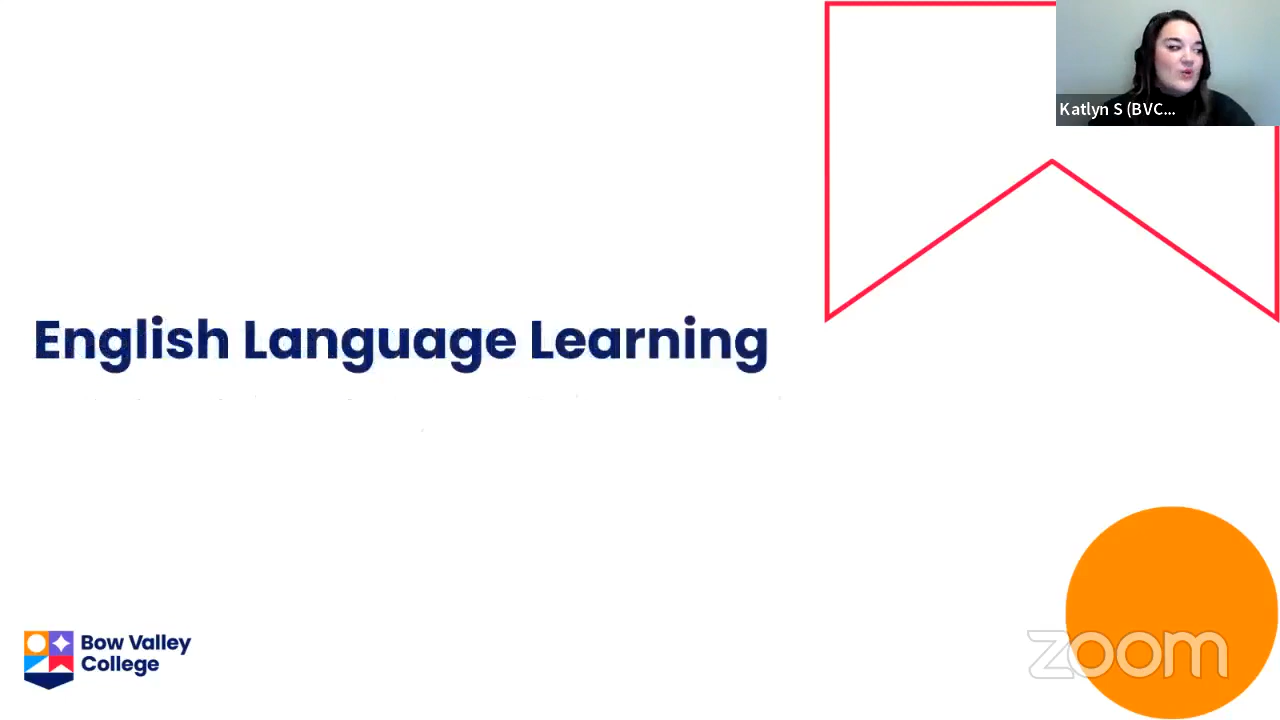 Katlyn S (BVC...
English Language Learning
Bow Valley
College
zoom